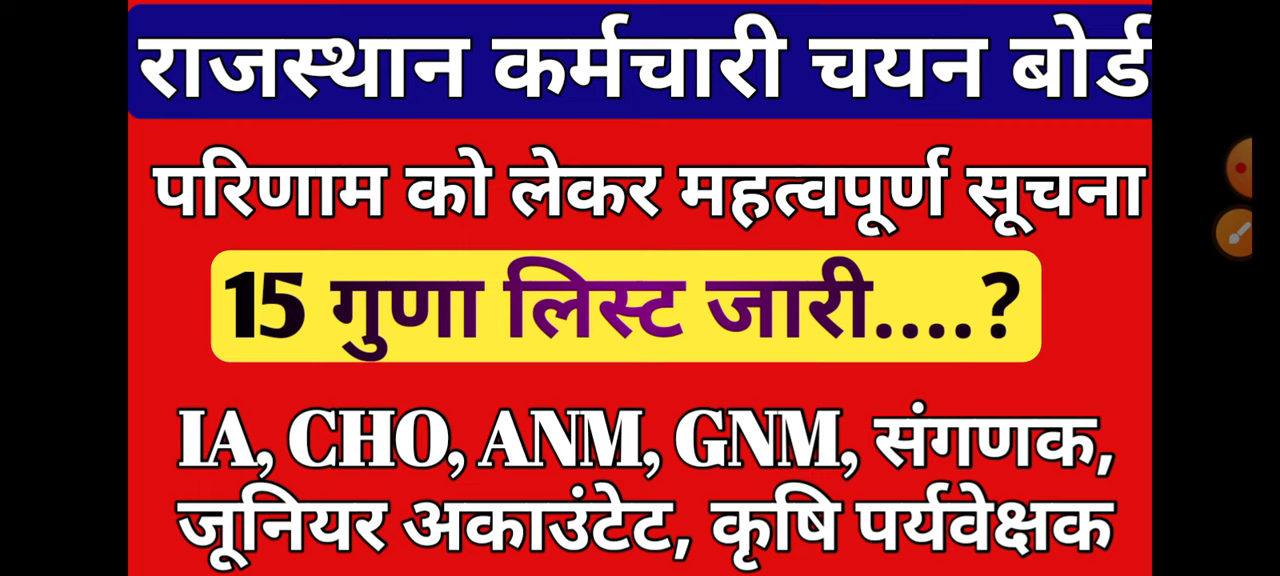 राजस्थान कर्मचारी चयन बोर्ड
परिणाम को लेकर महत्वपूर्ण सूचना
15 गुणा लिस्ट जारी....?
IA, CHO, ANM, GNM, संगणक,
जूनियर अकाउंटेट, कृषि पर्यवेक्षक